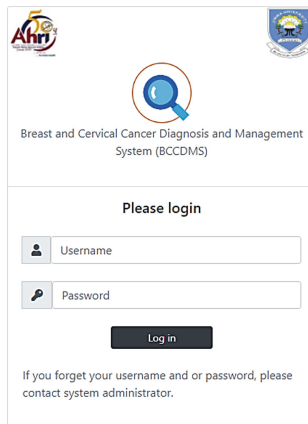 Ahri
Breast and Cervical Cancer Diagnosis and Management
System (BCCDMS)
Please login
Username
Password
Log in
If you forget your username and or password, please
contact system administrator.